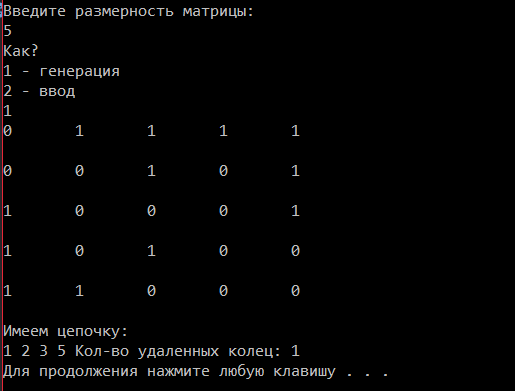 Введите размерность матрицы:
5
Как?
1 - генерация
2 - ввод
1
0 1 1 1 1
0 0 1 0 1
1 0 0 0 1
1 0 1 0 0
1 1 0 0 0
Имеем цепочку:
1 2 3 5 Кол-во удаленных колец: 1
Для продолжения нажмите любую клавишу . . .